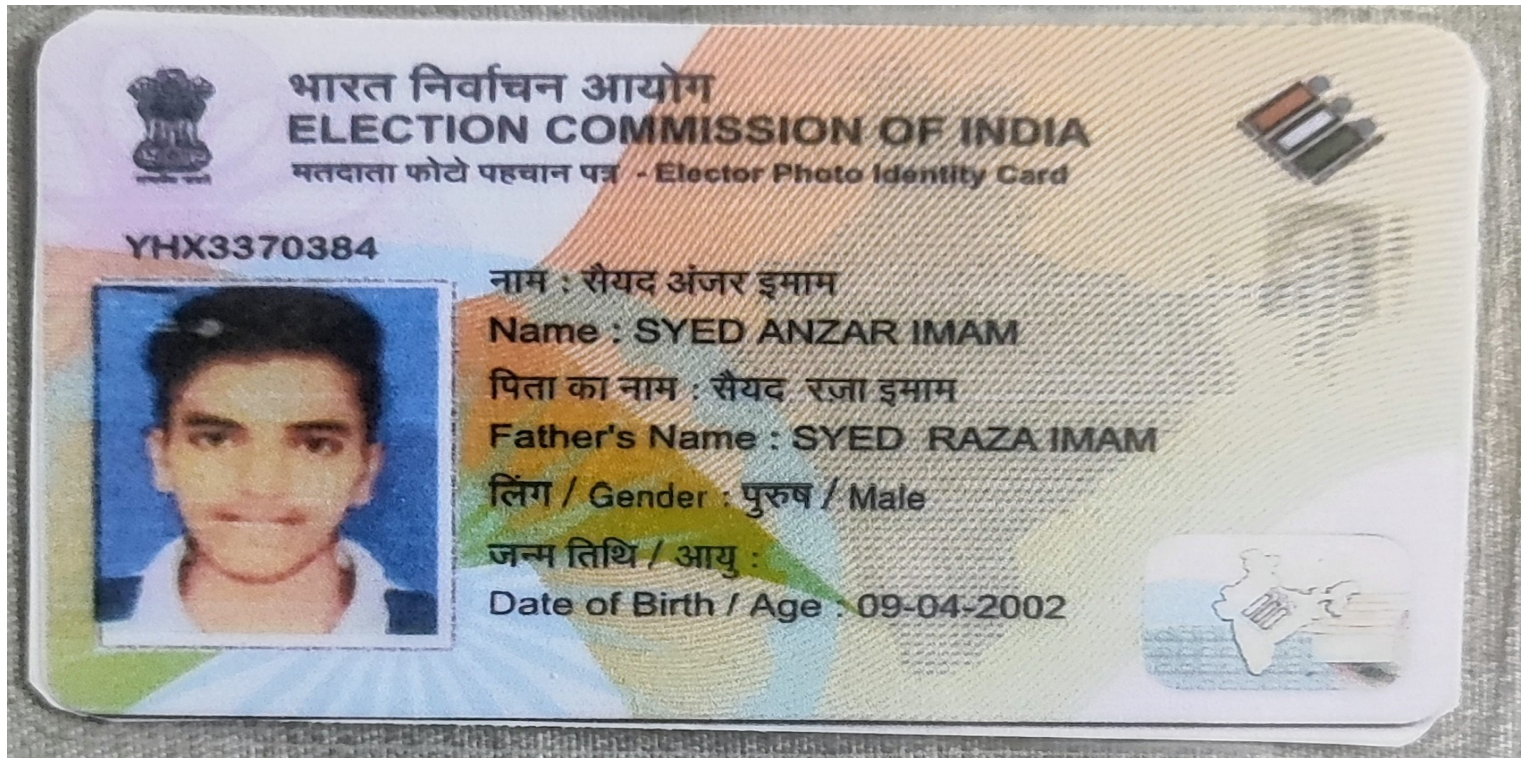 भारत निर्वाचन आयोग
ELECTION COMMISSION OF INDIA
मतदाता फोटो पहचान पत्र - Elector Photo Identity Card
YHX3370384
नाम : सैयद अंजर इमाम
Name : SYED ANZAR IMAM
पिता का नाम : सैयद रज़ा इमाम
Father's Name : SYED RAZA IMAM
लिंग / Gender : पुरुष / Male
जन्म तिथि / आयु :
Date of Birth / Age : 09-04-2002